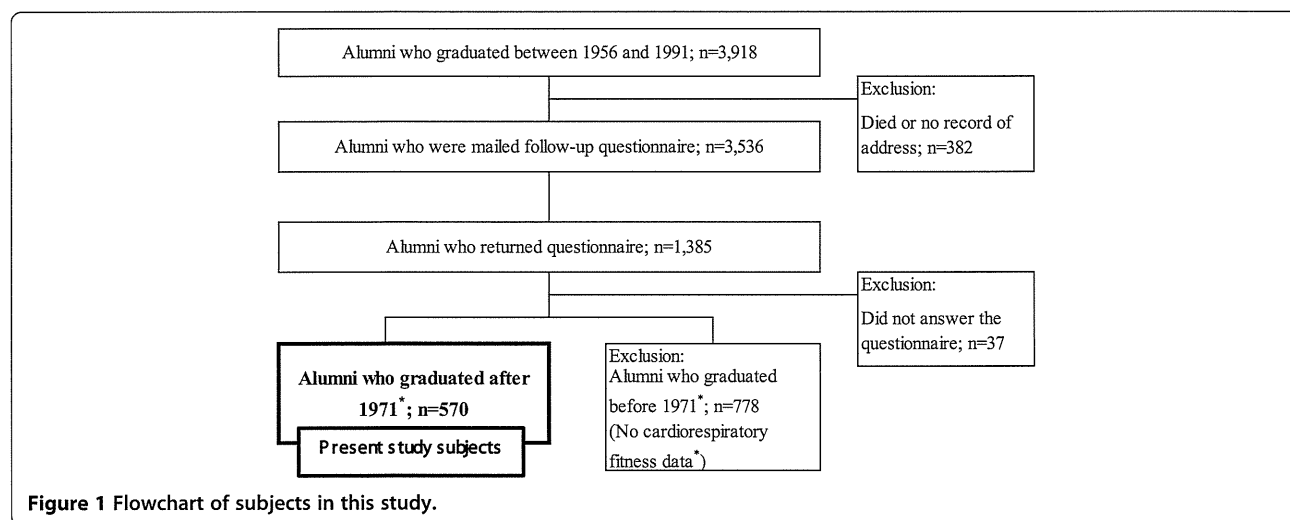 Alumni who graduated between 1956 and 1991; n=3,918
Exclusion:
Died or no record of
address; n=382
Alumni who were mailed follow-up questionnaire; n=3,536
Alumni who returned questionnaire; n=1,385
Exclusion:
Did not answer the
questionnaire; n=37
Alumni who graduated after
1971*; n=570
Present study subjects
Exclusion:
Alumni who graduated
before 1971*; n=778
(No cardiorespiratory
fitness data*)
Figure 1 Flowchart of subjects in this study.